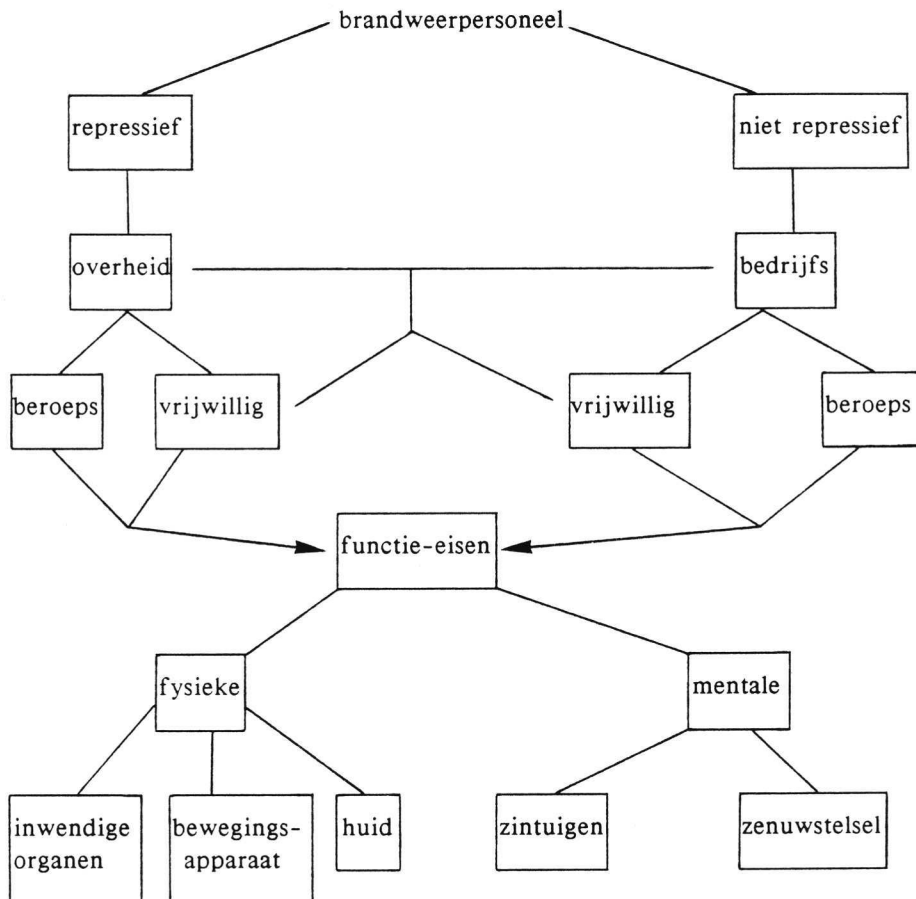 brandweerpersoneel
repressief
niet repressief
overheid
bedrijfs
beroeps
vrijwillig
vrijwillig
beroeps
functie-eisen
fysieke
mentale
inwendige
organen
bewegings-
apparaat
huid
zintuigen
zenuwstelsel